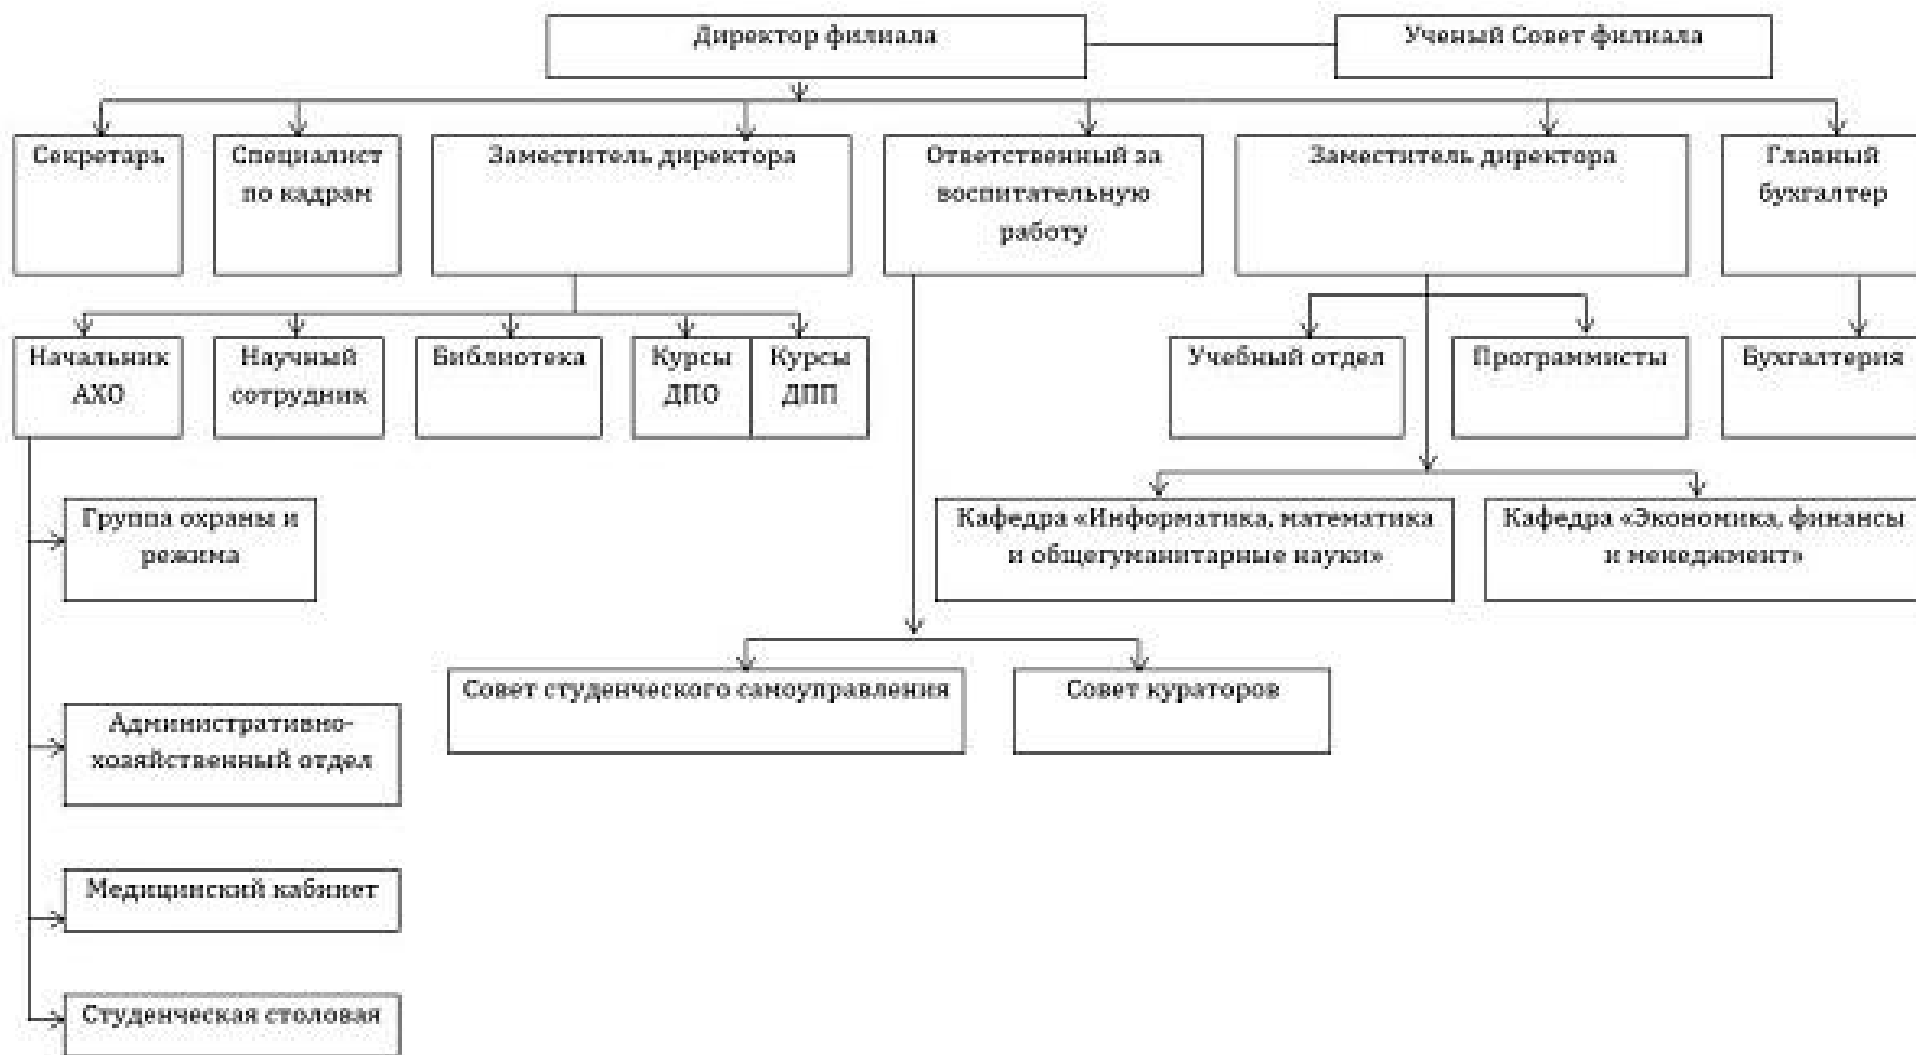 Директор филиала
Ученый Совет филиала
Секретарь
Специалист
по кадрам
Заместитель директора
Ответственный за
воспитательную
работу
Заместитель директора
Главный
бухгалтер
Начальник
АХО
Научный
сотрудник
Библиотека
Курсы
ДПО
Курсы
ДПП
Учебный отдел
Программисты
Бухгалтерия
Группа охраны и
режима
Кафедра «Информатика, математика
и общегуманитарные науки»
Кафедра «Экономика, финансы
и менеджмент»
Совет студенческого самоуправления
Совет кураторов
Административно-
хозяйственный отдел
Медицинский кабинет
Студенческая столовая